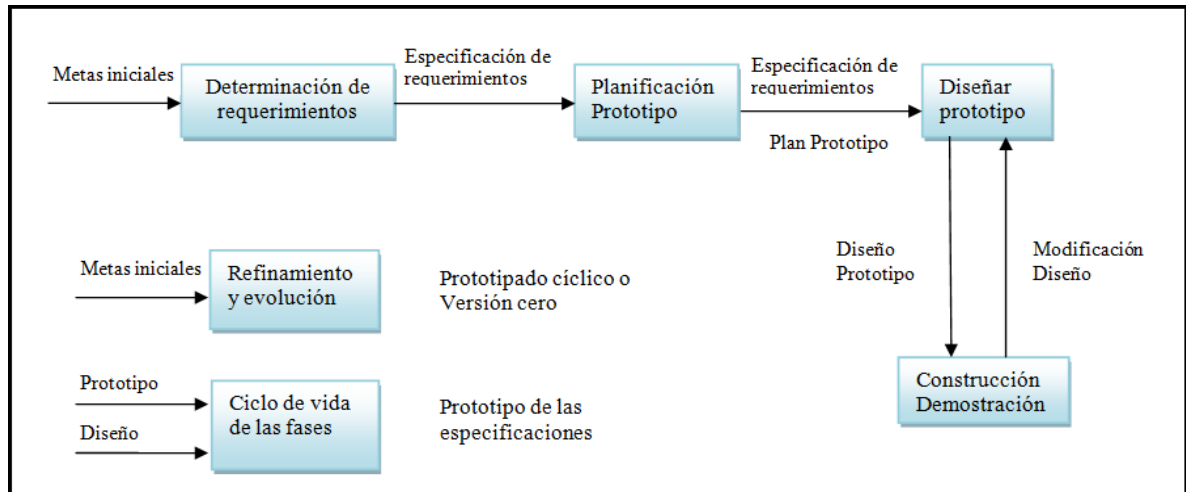 Metas iniciales
Determinación de
requerimientos
Especificación de
requerimientos
Planificación
Prototipo
Especificación de
requerimientos
Plan Prototipo
Diseñar
prototipo
Diseño
Prototipo
Modificación
Diseño
Construcción
Demostración
Metas iniciales
Refinamiento
y evolución
Prototipado cíclico o
Versión cero
Prototipo
Diseño
Ciclo de vida
de las fases
Prototipo de las
especificaciones